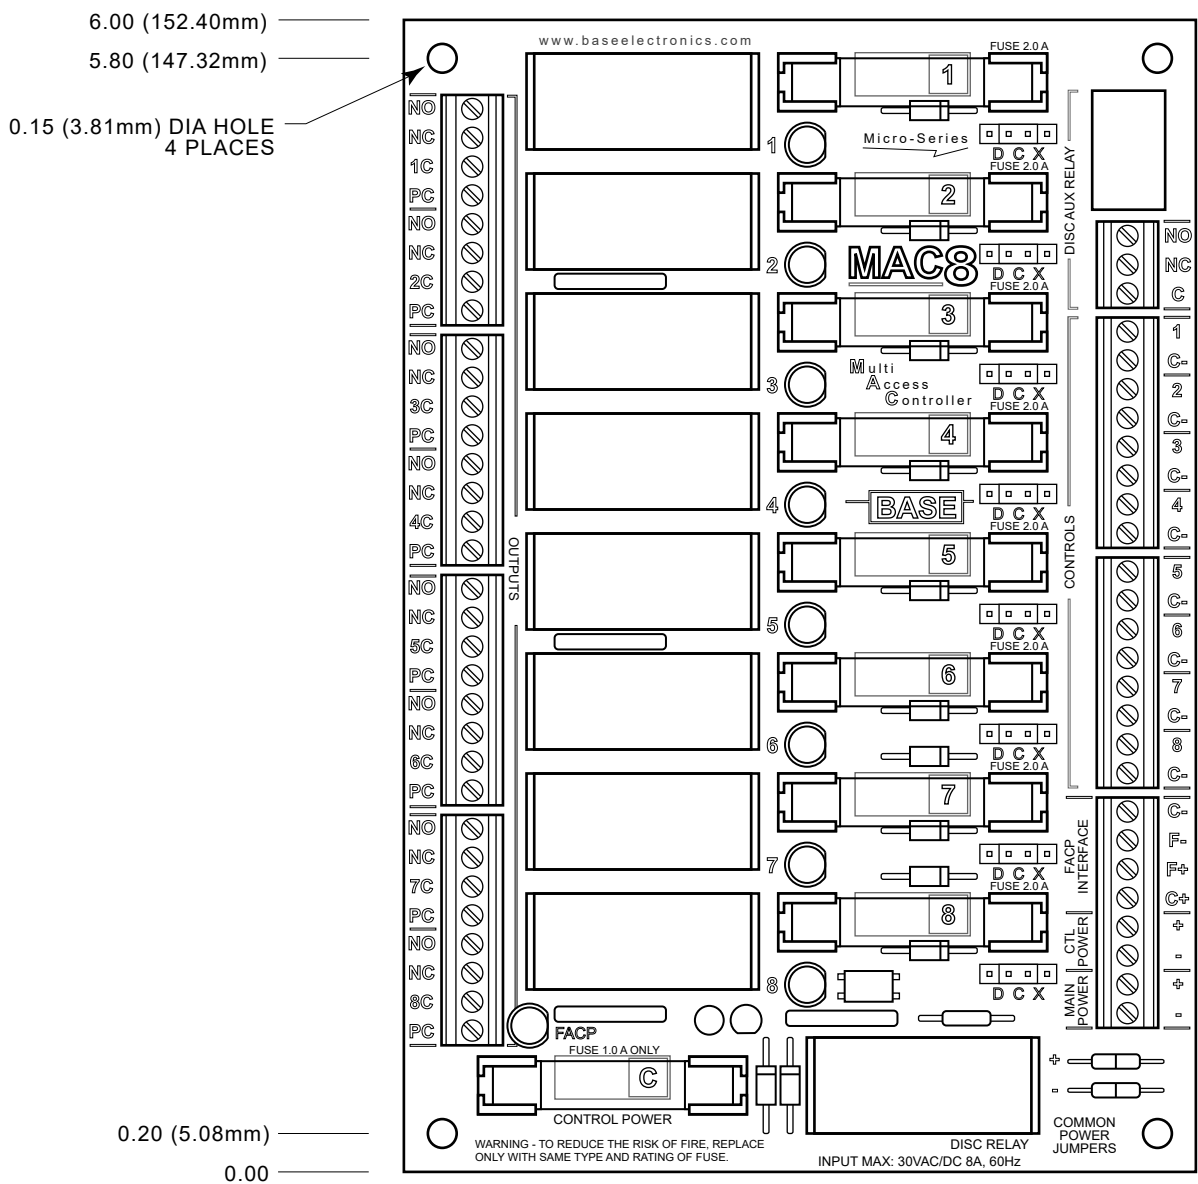 6.00 (152.40mm)
5.80 (147.32mm)
0.15 (3.81mm) DIA HOLE
4 PLACES
0.20 (5.08mm)
0.00
www.baseelectronics.com
NO
NC
1C
PC
NO
NC
2C
PC
NO
NC
3C
PC
NO
NC
4C
PC
NO
NC
5C
PC
NO
NC
6C
PC
NO
NC
7C
PC
NO
NC
8C
PC
OUTPUTS
FUSE 2.0 A
1
1
Micro-Series
D C X
FUSE 2.0 A
2
2
MAC8
D C X
FUSE 2.0 A
3
3
Multi
Access
Controller
D C X
FUSE 2.0 A
4
4
BASE
D C X
FUSE 2.0 A
5
5
D C X
FUSE 2.0 A
6
6
D C X
FUSE 2.0 A
7
7
D C X
FUSE 2.0 A
8
8
D C X
DISC AUX RELAY
NO
NC
C
CONTROLS
1
C-
2
C-
3
C-
4
C-
5
C-
6
C-
7
C-
8
C-
FACP
INTERFACE
C-
F-
F+
C+
CTL
POWER
+
-
MAIN
POWER
+
-
FACP
FUSE 1.0 A ONLY
C
CONTROL POWER
WARNING - TO REDUCE THE RISK OF FIRE, REPLACE
ONLY WITH SAME TYPE AND RATING OF FUSE.
DISC RELAY
INPUT MAX: 30VAC/DC 8A, 60Hz
+
-
COMMON
POWER
JUMPERS